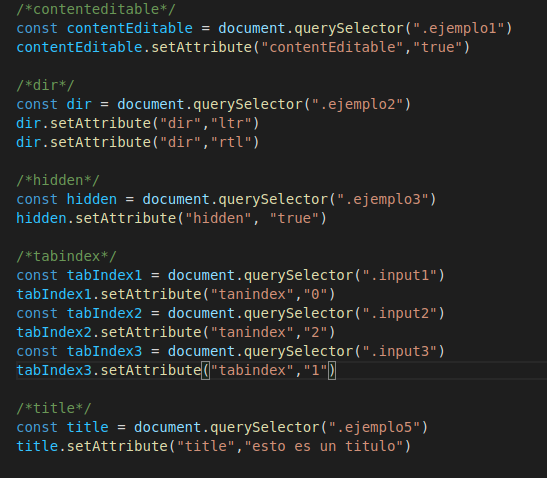 /*contenteditable*/
const contentEditable = document.querySelector(".ejemplo1")
contentEditable.setAttribute("contentEditable","true")
/*dir*/
const dir = document.querySelector(".ejemplo2")
dir.setAttribute("dir","ltr")
dir.setAttribute("dir","rtl")
/*hidden*/
const hidden = document.querySelector(".ejemplo3")
hidden.setAttribute("hidden", "true")
/*tabindex*/
const tabIndex1 = document.querySelector(".input1")
tabIndex1.setAttribute("tanindex","0")
const tabIndex2 = document.querySelector(".input2")
tabIndex2.setAttribute("tanindex","2")
const tabIndex3 = document.querySelector(".input3")
tabIndex3.setAttribute("tabindex","1")
/*title*/
const title = document.querySelector(".ejemplo5")
title.setAttribute("title","esto es un titulo")